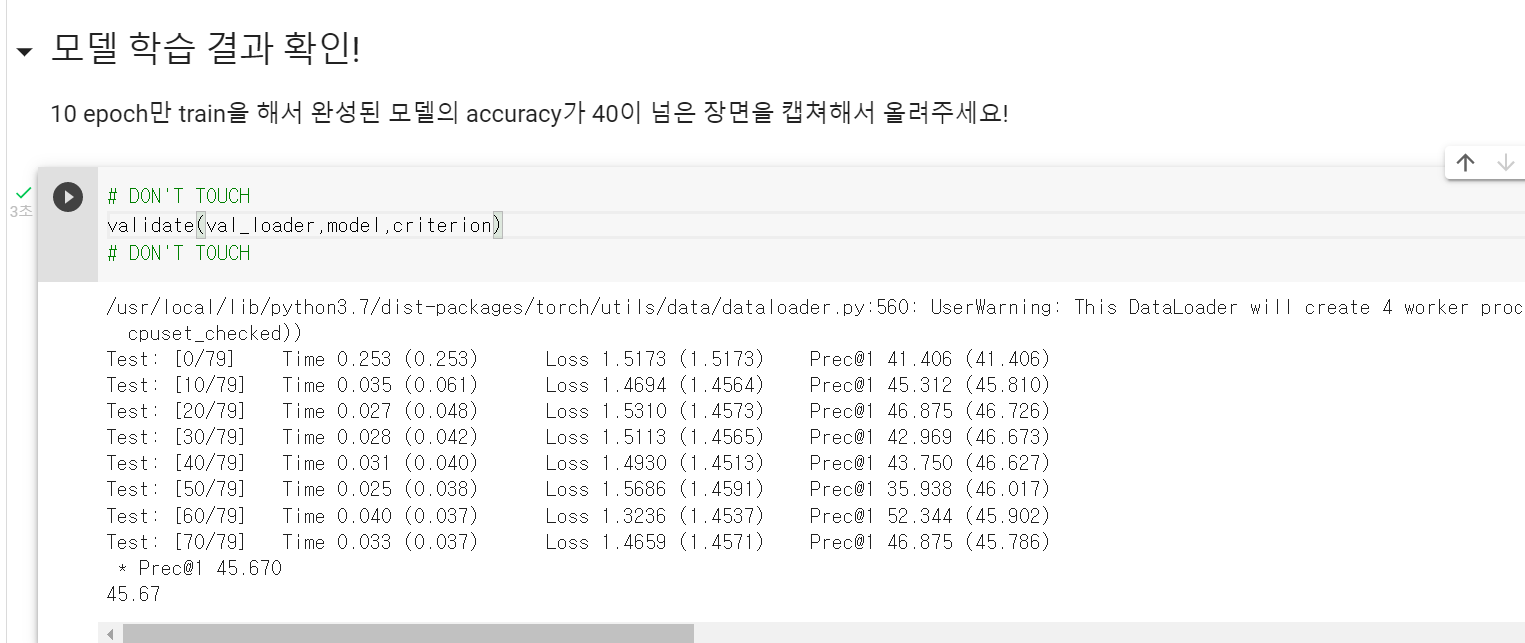 모델 학습 결과 확인!
10 epoch만 train을 해서 완성된 모델의 accuracy가 40이 넘은 장면을 캡쳐해서 올려주세요!
3초
# DON'T TOUCH
validate(val_loader,model,criterion)
# DON'T TOUCH
/usr/local/lib/python3.7/dist-packages/torch/utils/data/dataloader.py:560: UserWarning: This DataLoader will create 4 worker proc
cpuset_checked))
Test: [0/79] Time 0.253 (0.253) Loss 1.5173 (1.5173) Prec@1 41.406 (41.406)
Test: [10/79] Time 0.035 (0.061) Loss 1.4694 (1.4564) Prec@1 45.312 (45.810)
Test: [20/79] Time 0.027 (0.048) Loss 1.5310 (1.4573) Prec@1 46.875 (46.726)
Test: [30/79] Time 0.028 (0.042) Loss 1.5113 (1.4565) Prec@1 42.969 (46.673)
Test: [40/79] Time 0.031 (0.040) Loss 1.4930 (1.4513) Prec@1 43.750 (46.627)
Test: [50/79] Time 0.025 (0.038) Loss 1.5686 (1.4591) Prec@1 35.938 (46.017)
Test: [60/79] Time 0.040 (0.037) Loss 1.3236 (1.4537) Prec@1 52.344 (45.902)
Test: [70/79] Time 0.033 (0.037) Loss 1.4659 (1.4571) Prec@1 46.875 (45.786)
* Prec@1 45.670
45.67